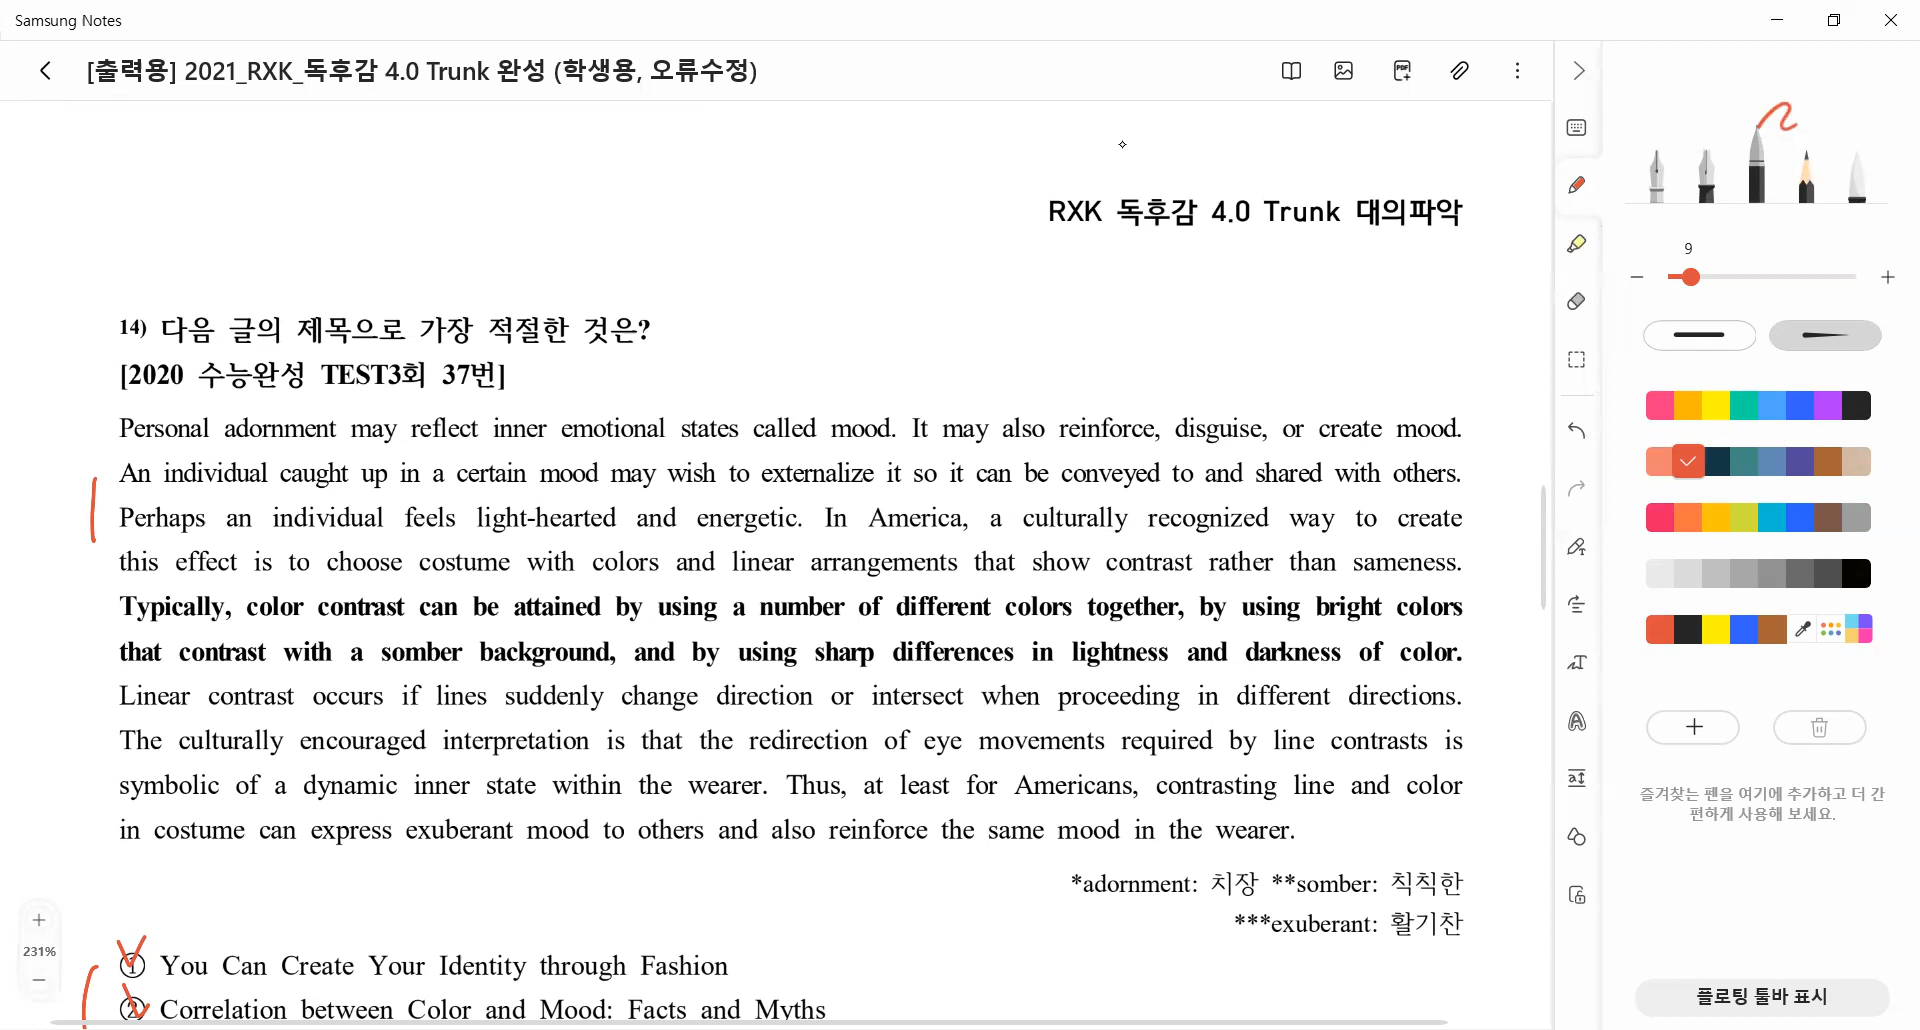 Samsung Notes
[출력용] 2021_RXK_독후감 4.0 Trunk 완성 (학생용, 오류수정)
PDF
RXK 독후감 4.0 Trunk 대의파악
9
14) 다음 글의 제목으로 가장 적절한 것은?
[2020 수능완성 TEST3회 37번]
Personal adornment may reflect inner emotional states called mood. It may also reinforce, disguise, or create mood.
An individual caught up in a certain mood may wish to externalize it so it can be conveyed to and shared with others.
Perhaps an individual feels light-hearted and energetic. In America, a culturally recognized way to create
this effect is to choose costume with colors and linear arrangements that show contrast rather than sameness.
Typically, color contrast can be attained by using a number of different colors together, by using bright colors
that contrast with a somber background, and by using sharp differences in lightness and darkness of color.
Linear contrast occurs if lines suddenly change direction or intersect when proceeding in different directions.
The culturally encouraged interpretation is that the redirection of eye movements required by line contrasts is
symbolic of a dynamic inner state within the wearer. Thus, at least for Americans, contrasting line and color
in costume can express exuberant mood to others and also reinforce the same mood in the wearer.
*adornment: 치장 **somber: 칙칙한
***exuberant: 활기찬
① You Can Create Your Identity through Fashion
② Correlation between Color and Mood: Facts and Myths
231%
즐겨찾는 펜을 여기에 추가하고 더 간
편하게 사용해 보세요.
플로팅 툴바 표시